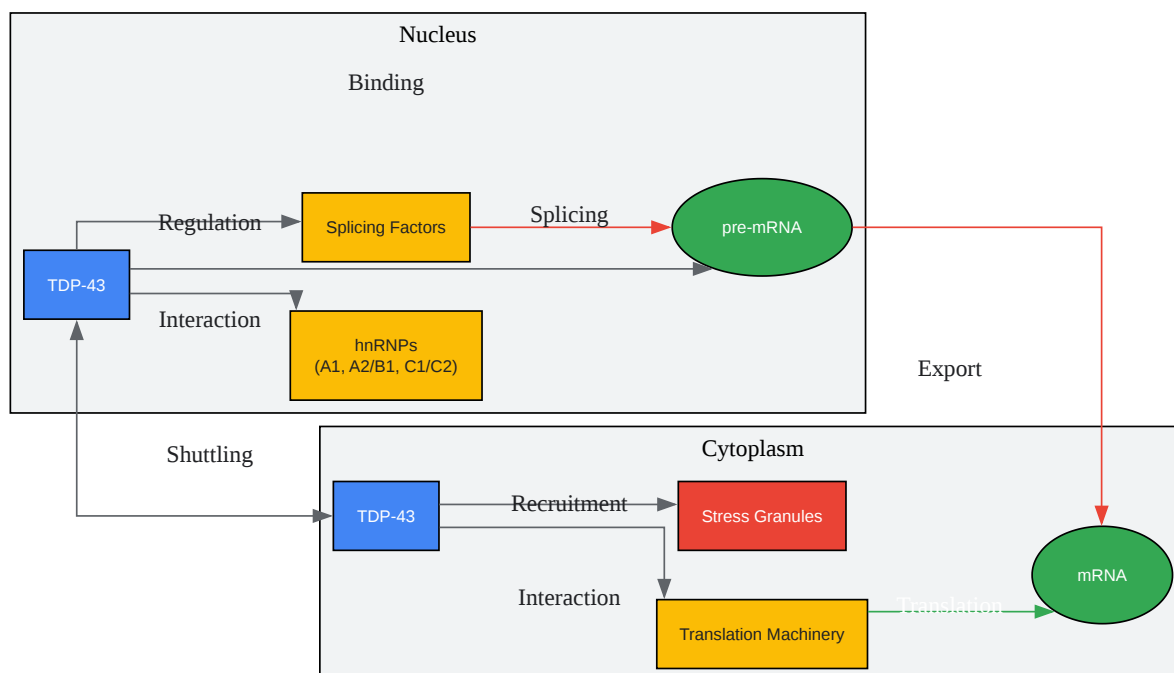 Nucleus
Binding
Regulation
Splicing Factors
Splicing
pre-mRNA
TDP-43
Interaction
hnRNPs
(A1, A2/B1, C1/C2)
Export
Shuttling
Cytoplasm
TDP-43
Recruitment
Stress Granules
mRNA
Interaction
Translation Machinery
Translation